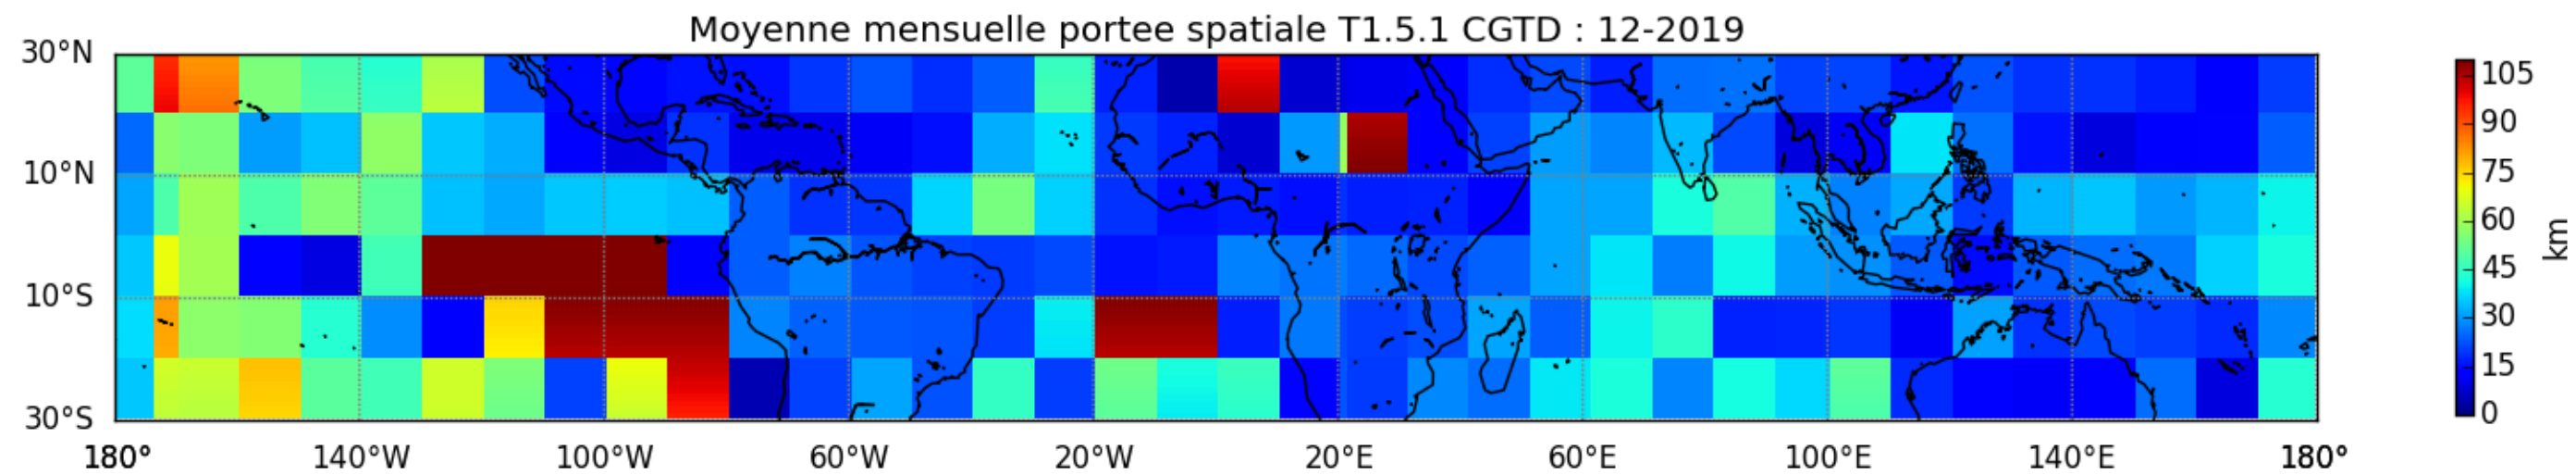 Moyenne mensuelle portee spatiale T1.5.1 CGTD : 12-2019
30°N
10°N
10°S
30°S
180° 140°W 100°W 60°W 20°W 20°E 60°E 100°E 140°E 180°
105
90
75
60
45
30
15
0
km